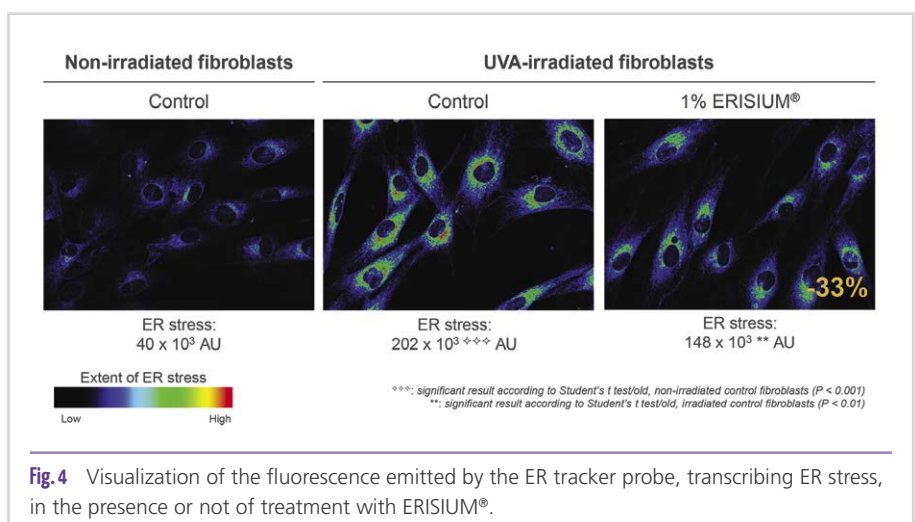 Non-irradiated fibroblasts
UVA-irradiated fibroblasts
Control
Control
1% ERISIUM®
-33%
ER stress:
40 x 10³ AU
ER stress:
202 x 10³ ✧✧✧ AU
ER stress:
148 x 10³ ** AU
Extent of ER stress
Low
High
✧✧✧: significant result according to Student's t test/old, non-irradiated control fibroblasts (P < 0.001)
**: significant result according to Student's t test/old, irradiated control fibroblasts (P < 0.01)
Fig. 4 Visualization of the fluorescence emitted by the ER tracker probe, transcribing ER stress,
in the presence or not of treatment with ERISIUM®.